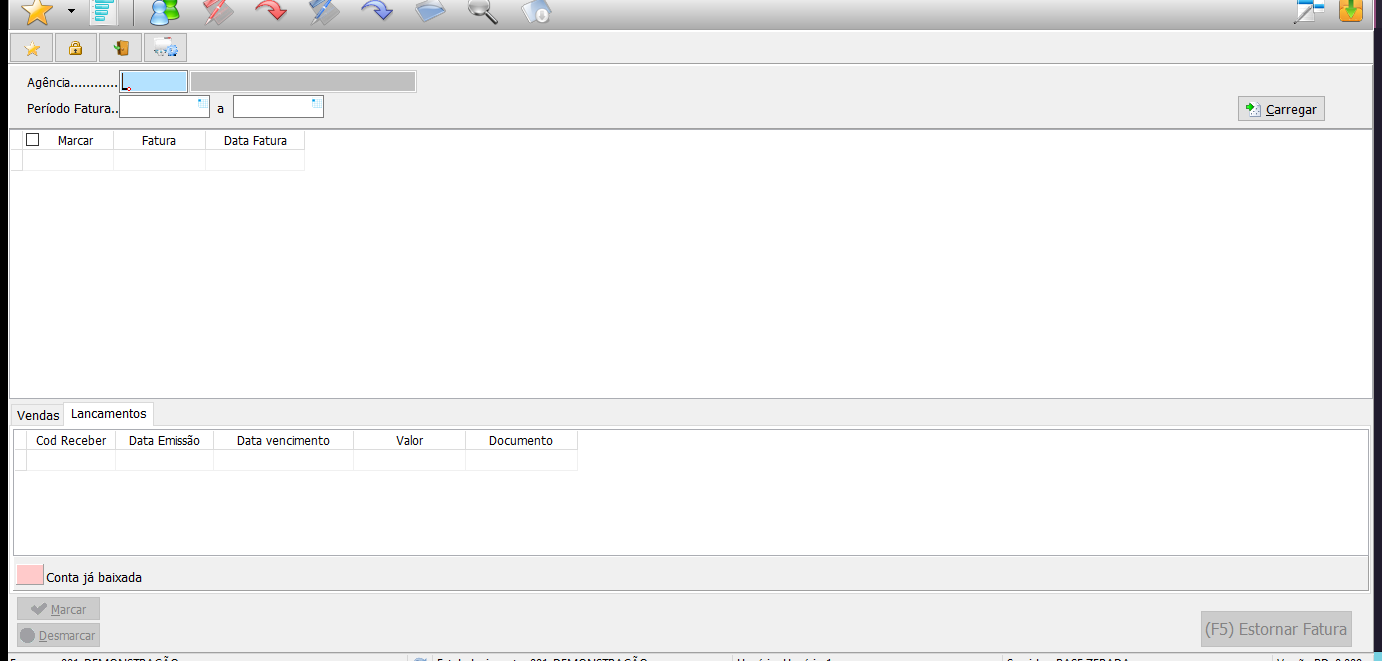 Agência............
Período Fatura.. a
Carregar
Marcar Fatura Data Fatura
Vendas Lancamentos
Cod Receber Data Emissão Data vencimento Valor Documento
Conta já baixada
Marcar
Desmarcar
(F5) Estornar Fatura